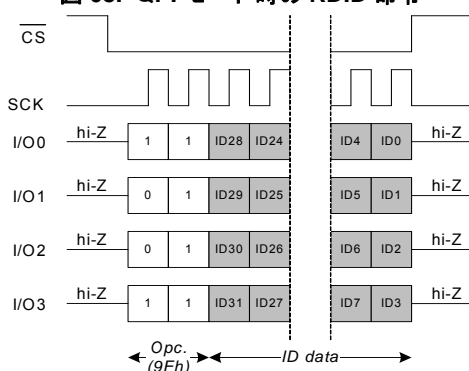 QPI モード時の RDID 命令
CS
SCK
I/O0 hi-Z 1 1 ID28 ID24 ID4 ID0 hi-Z
I/O1 hi-Z 0 1 ID29 ID25 ID5 ID1 hi-Z
I/O2 hi-Z 0 1 ID30 ID26 ID6 ID2 hi-Z
I/O3 hi-Z 1 1 ID31 ID27 ID7 ID3 hi-Z
Opc. ID data
(9Fh)